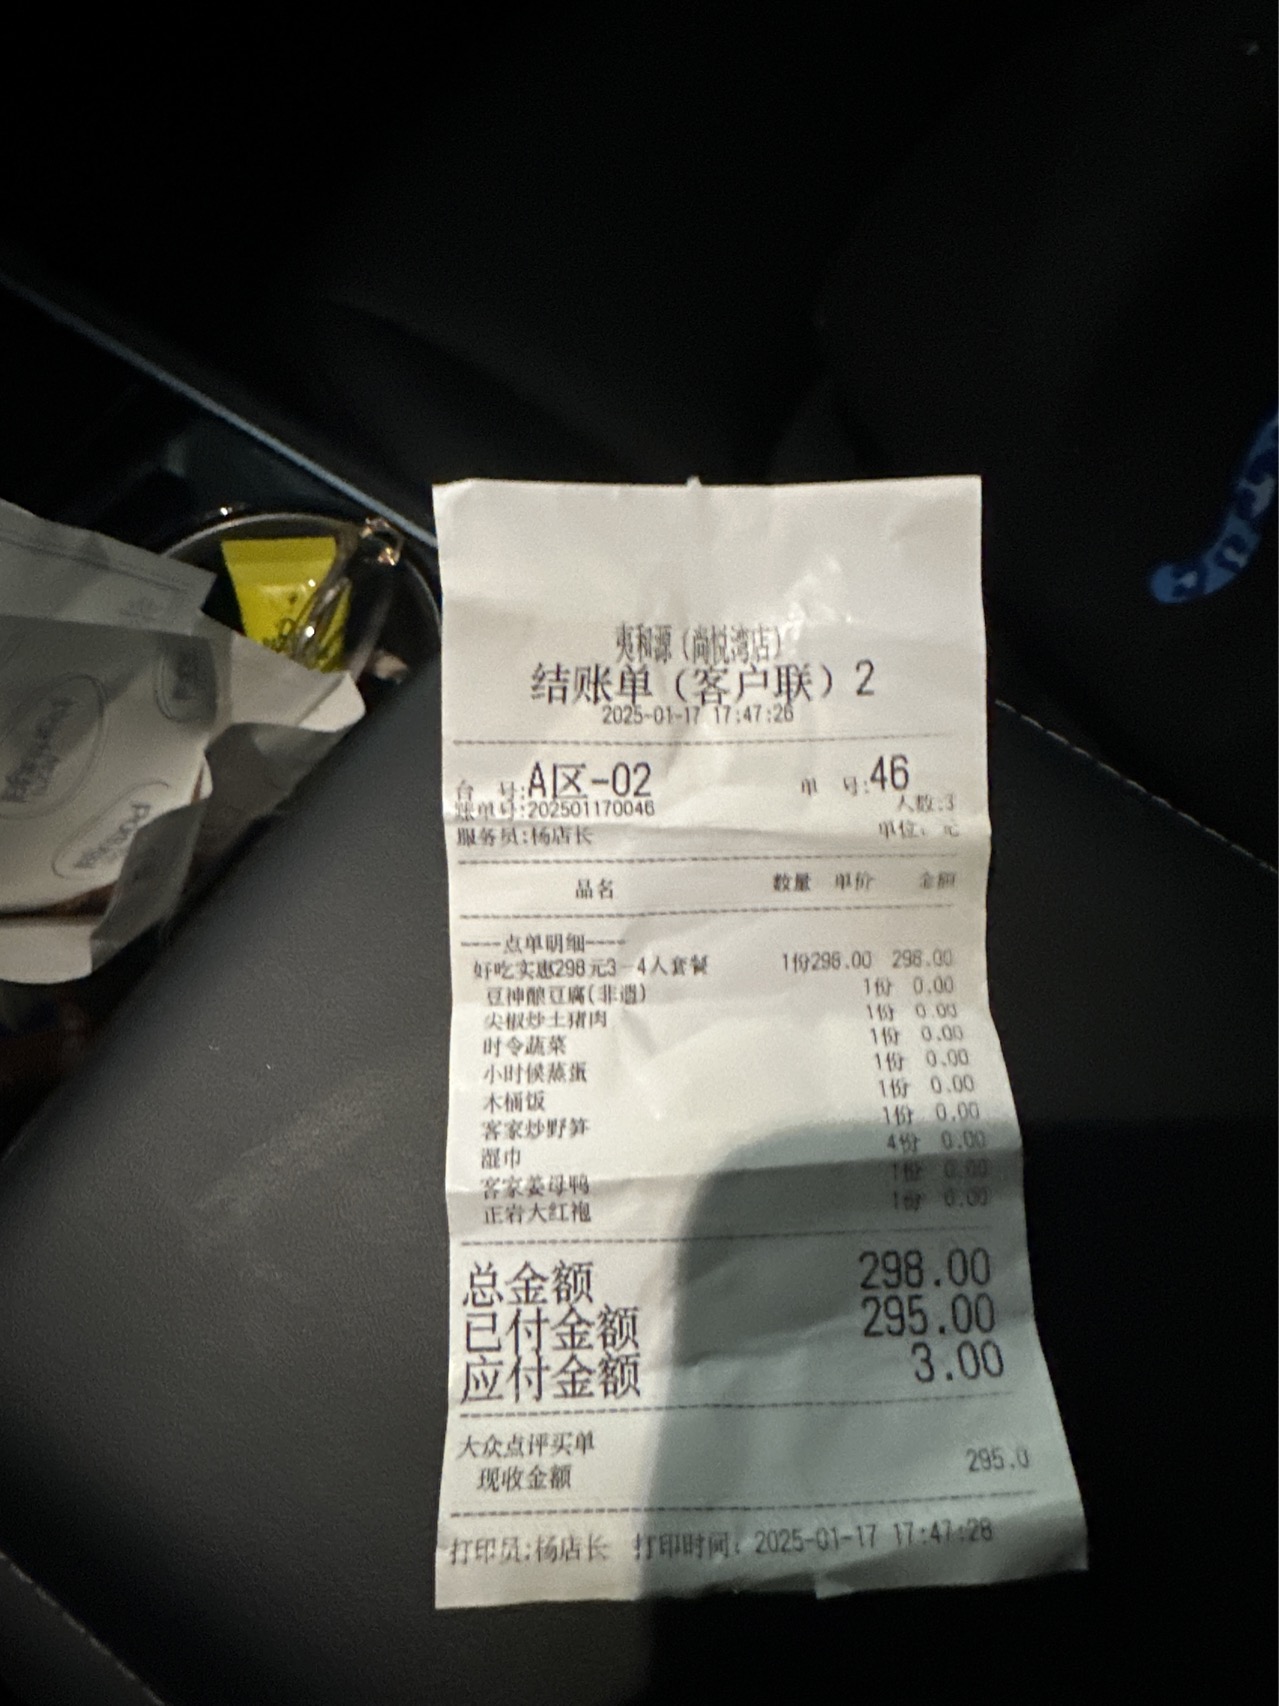 夷和源（尚悦湾店）
结账单（客户联）2
2025-01-17 17:47:26
台 号:A区-02 单 号:46
账单号:202501170046 人数:3
服务员:杨店长 单位: 元
品名 数量 单价 金额
----点单明细----
好吃实惠298元3-4人套餐 1份298.00 298.00
豆神酿豆腐(非遗) 1份 0.00
尖椒炒土猪肉 1份 0.00
时令蔬菜 1份 0.00
小时候蒸蛋 1份 0.00
木桶饭 1份 0.00
客家炒野笋 1份 0.00
湿巾 4份 0.00
客家姜母鸭 1份 0.00
正岩大红袍 1份 0.00
总金额 298.00
已付金额 295.00
应付金额 3.00
大众点评买单
现收金额 295.0
打印员:杨店长 打印时间: 2025-01-17 17:47:28